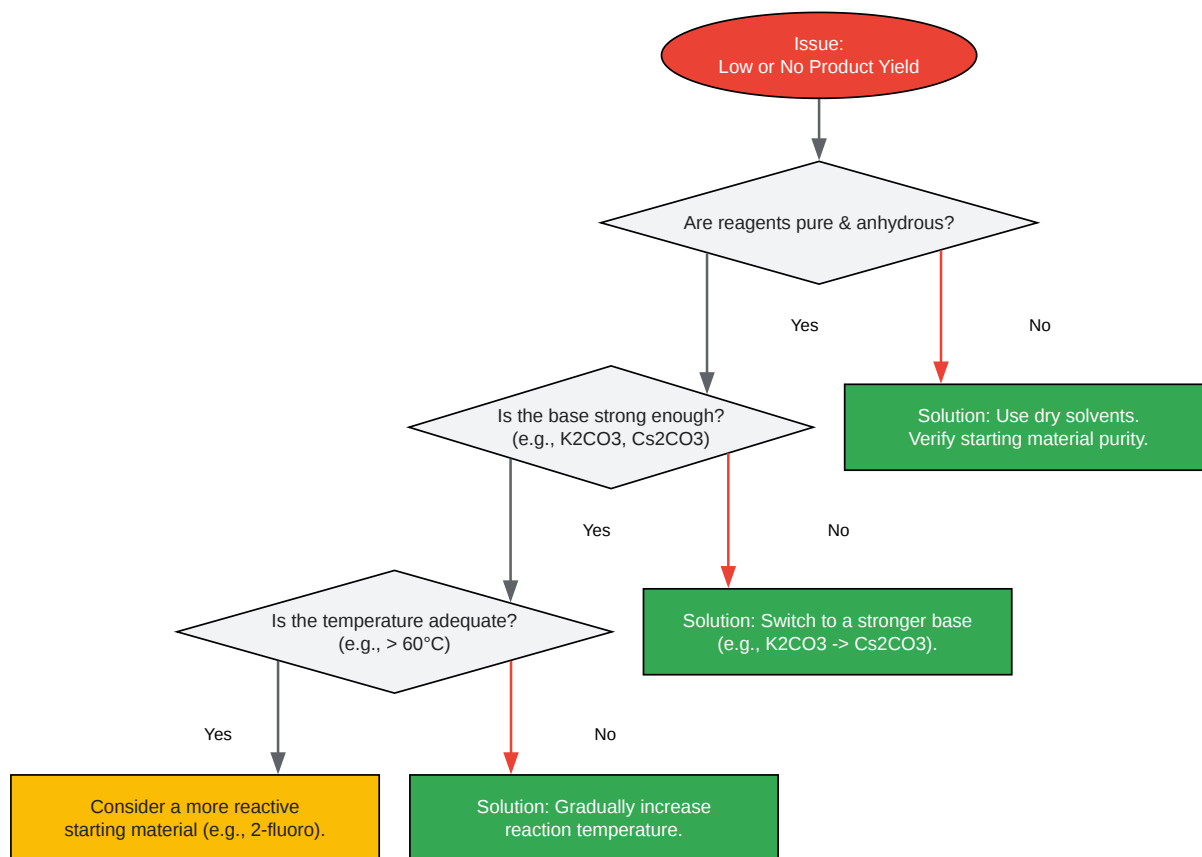 Issue:
Low or No Product Yield
Are reagents pure & anhydrous?
Yes
No
Is the base strong enough?
(e.g., K2CO3, Cs2CO3)
Solution: Use dry solvents.
Verify starting material purity.
Yes
No
Is the temperature adequate?
(e.g., > 60°C)
Solution: Switch to a stronger base
(e.g., K2CO3 -> Cs2CO3).
Yes
No
Consider a more reactive
starting material (e.g., 2-fluoro).
Solution: Gradually increase
reaction temperature.